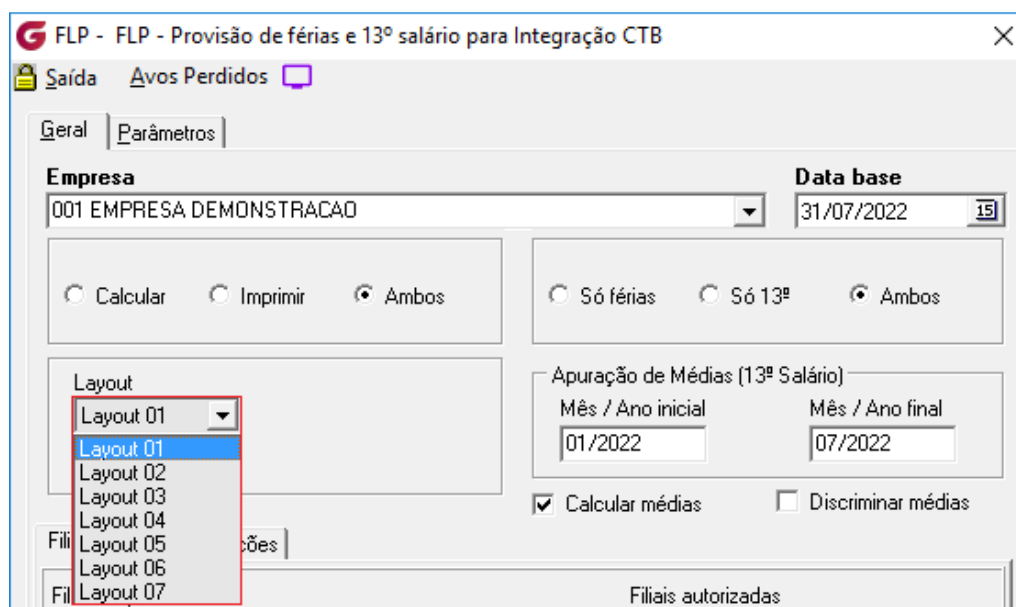 FLP - FLP - Provisão de férias e 13º salário para Integração CTB
Saída Avos Perdidos
Geral Parâmetros
Empresa Data base
001 EMPRESA DEMONSTRACAO 31/07/2022 15
Calcular Imprimir Ambos Só férias Só 13º Ambos
Layout Apuração de Médias (13º Salário)
Layout 01 Mês / Ano inicial Mês / Ano final
Layout 01 01/2022 07/2022
Layout 02
Layout 03
Calcular médias Discriminar médias
Layout 04
Layout 05
Layout 06
Layout 07
Filiais autorizadas